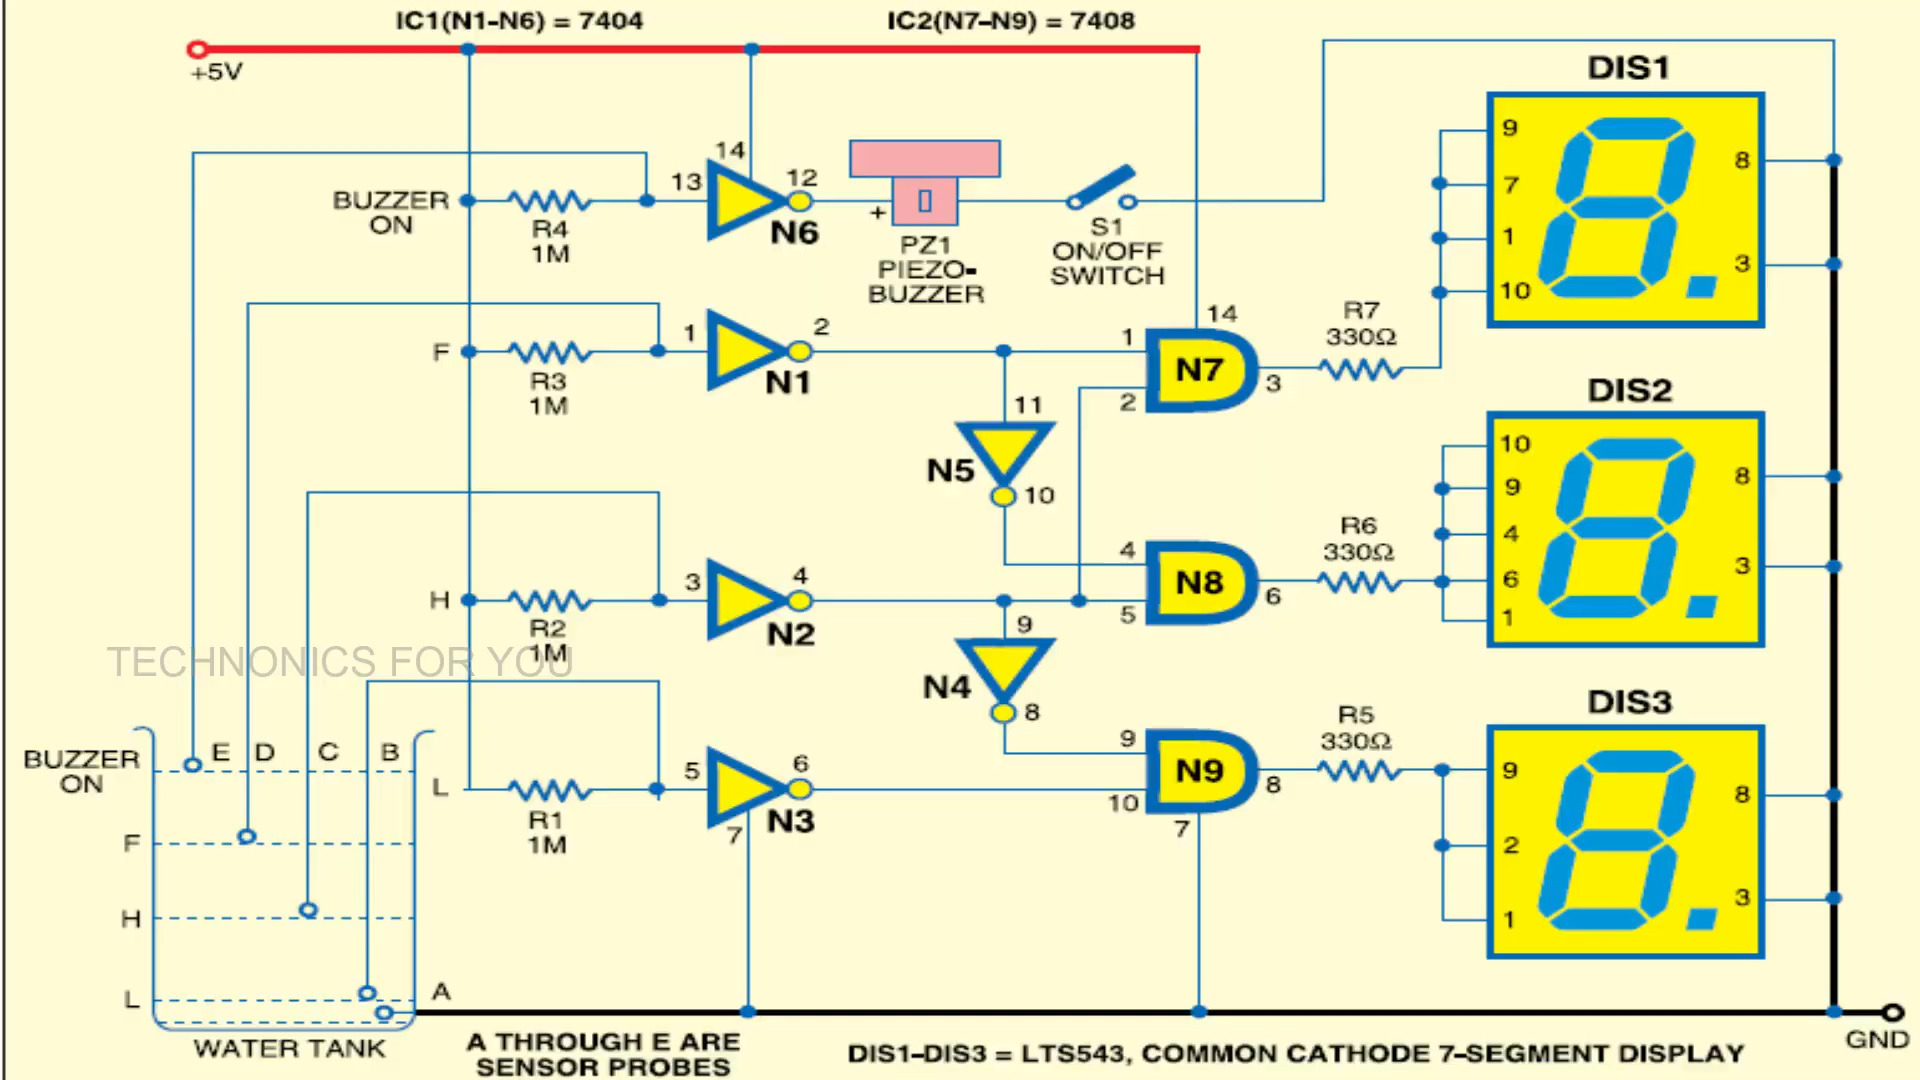 IC1(N1-N6) = 7404
IC2(N7-N9) = 7408
+5V
DIS1
14
13
12
BUZZER
ON
R4
1M
N6
+
PZ1
PIEZO-
BUZZER
S1
ON/OFF
SWITCH
9
7
1
10
8
3
F
R3
1M
1
2
N1
14
1
2
N7
3
R7
330Ω
DIS2
11
N5
10
4
5
N8
6
R6
330Ω
10
9
4
6
1
8
3
H
R2
1M
3
4
N2
9
N4
8
TECHNONICS FOR YOU
DIS3
L
R1
1M
5
6
7
N3
9
10
N9
8
7
R5
330Ω
9
2
1
8
3
BUZZER
ON
E D C B
F
H
L
A
WATER TANK
A THROUGH E ARE
SENSOR PROBES
DIS1-DIS3 = LTS543, COMMON CATHODE 7-SEGMENT DISPLAY
GND